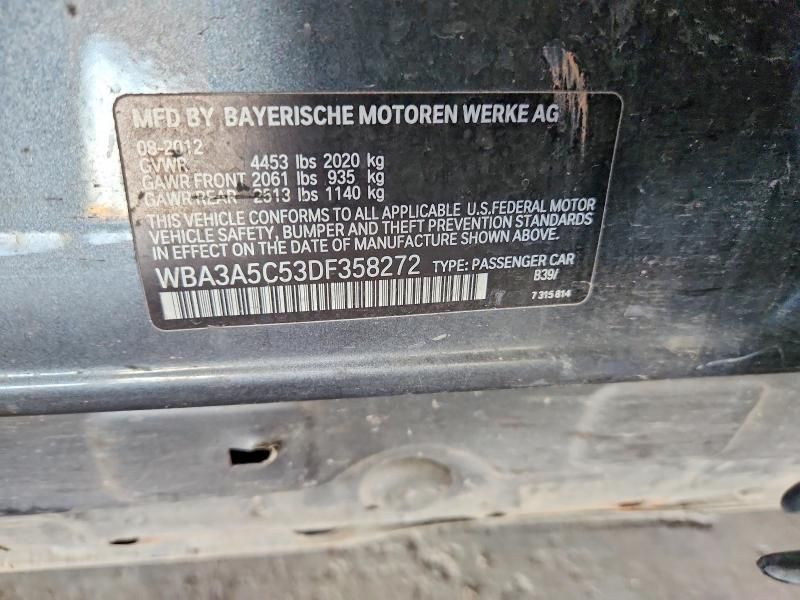 MFD BY BAYERISCHE MOTOREN WERKE AG
08-2012
GVWR 4453 lbs 2020 kg
GAWR FRONT 2061 lbs 935 kg
GAWR REAR 2513 lbs 1140 kg
THIS VEHICLE CONFORMS TO ALL APPLICABLE U.S.FEDERAL MOTOR
VEHICLE SAFETY, BUMPER AND THEFT PREVENTION STANDARDS
IN EFFECT ON THE DATE OF MANUFACTURE SHOWN ABOVE.
WBA3A5C53DF358272 TYPE: PASSENGER CAR
7 315 814